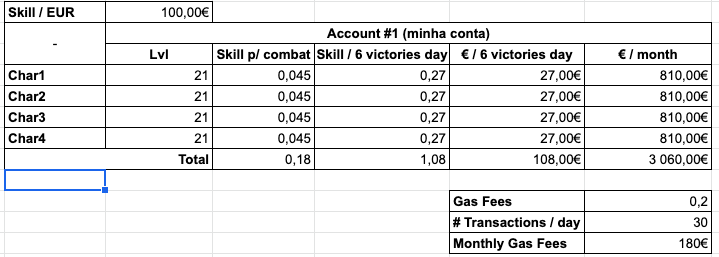 Skill / EUR 100,00€
- Account #1 (minha conta)
Lvl Skill p/ combat Skill / 6 victories day € / 6 victories day € / month
Char1 21 0,045 0,27 27,00€ 810,00€
Char2 21 0,045 0,27 27,00€ 810,00€
Char3 21 0,045 0,27 27,00€ 810,00€
Char4 21 0,045 0,27 27,00€ 810,00€
Total 0,18 1,08 108,00€ 3 060,00€
Gas Fees 0,2
# Transactions / day 30
Monthly Gas Fees 180€